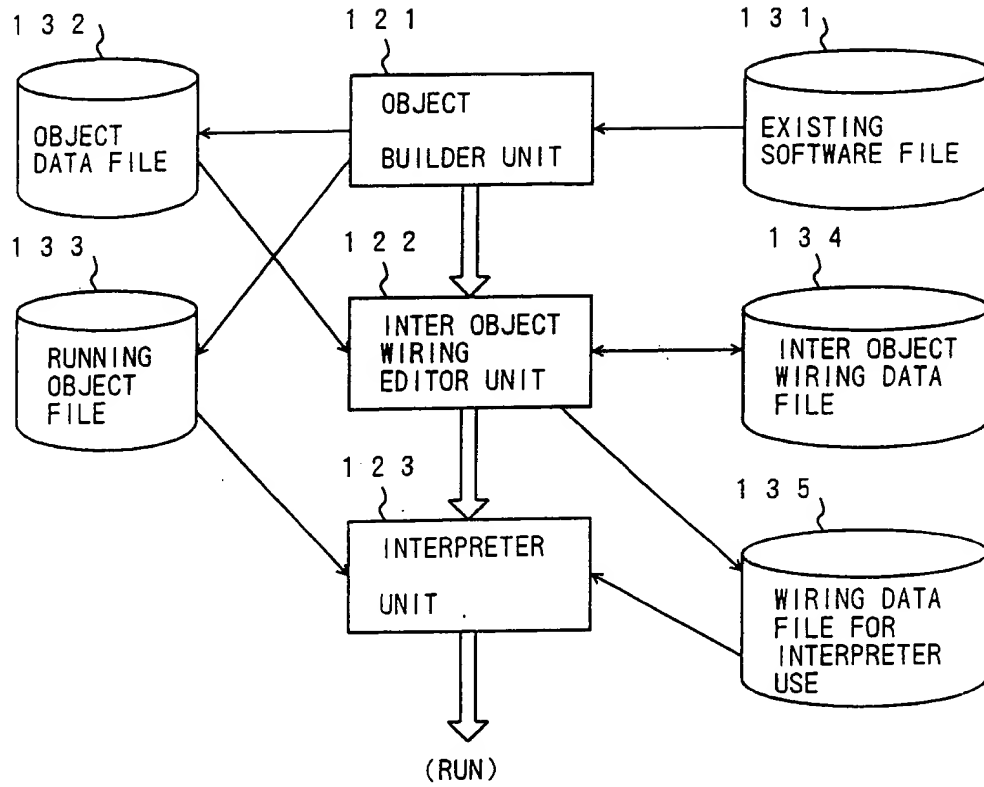 132
121
131
OBJECT
DATA FILE
OBJECT
BUILDER UNIT
EXISTING
SOFTWARE FILE
133
122
134
RUNNING
OBJECT
FILE
INTER OBJECT
WIRING
EDITOR UNIT
INTER OBJECT
WIRING DATA
FILE
123
135
INTERPRETER
UNIT
WIRING DATA
FILE FOR
INTERPRETER
USE
(RUN)